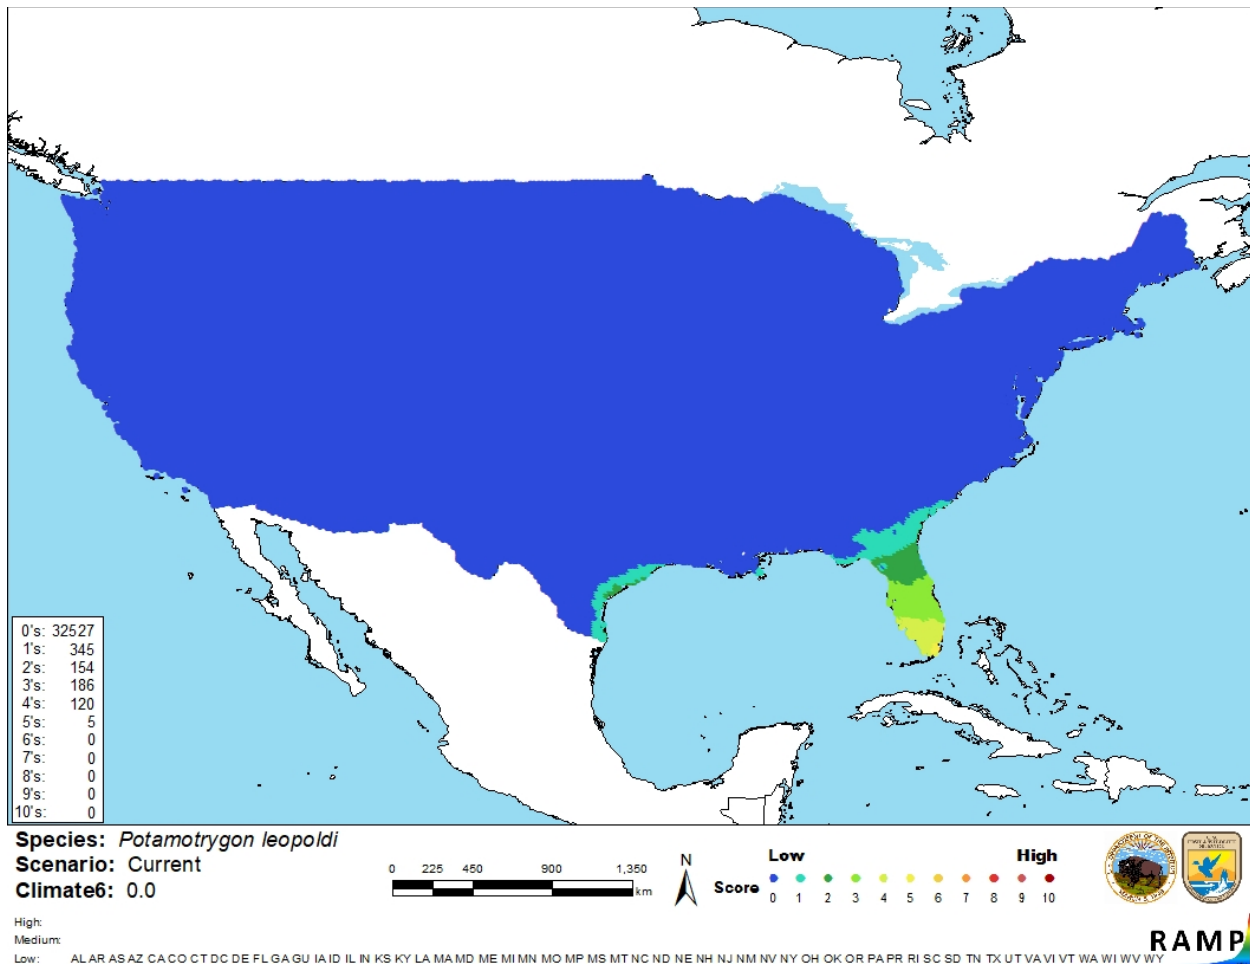 0's: 32527
1's: 345
2's: 154
3's: 186
4's: 120
5's: 5
6's: 0
7's: 0
8's: 0
9's: 0
10's: 0
Species: Potamotrygon leopoldi
Scenario: Current
Climate6: 0.0
0 225 450 900 1,350
km
N
Low High
Score 0 1 2 3 4 5 6 7 8 9 10
High:
Medium:
Low: AL AR AS AZ CA CO CT DC DE FL GA GU IA ID IL IN KS KY LA MA MD ME MI MN MO MP MS MT NC ND NE NH NJ NM NV NY OH OK OR PA PR RI SC SD TN TX UT VA VI VT WA WI WV WY
RAMP